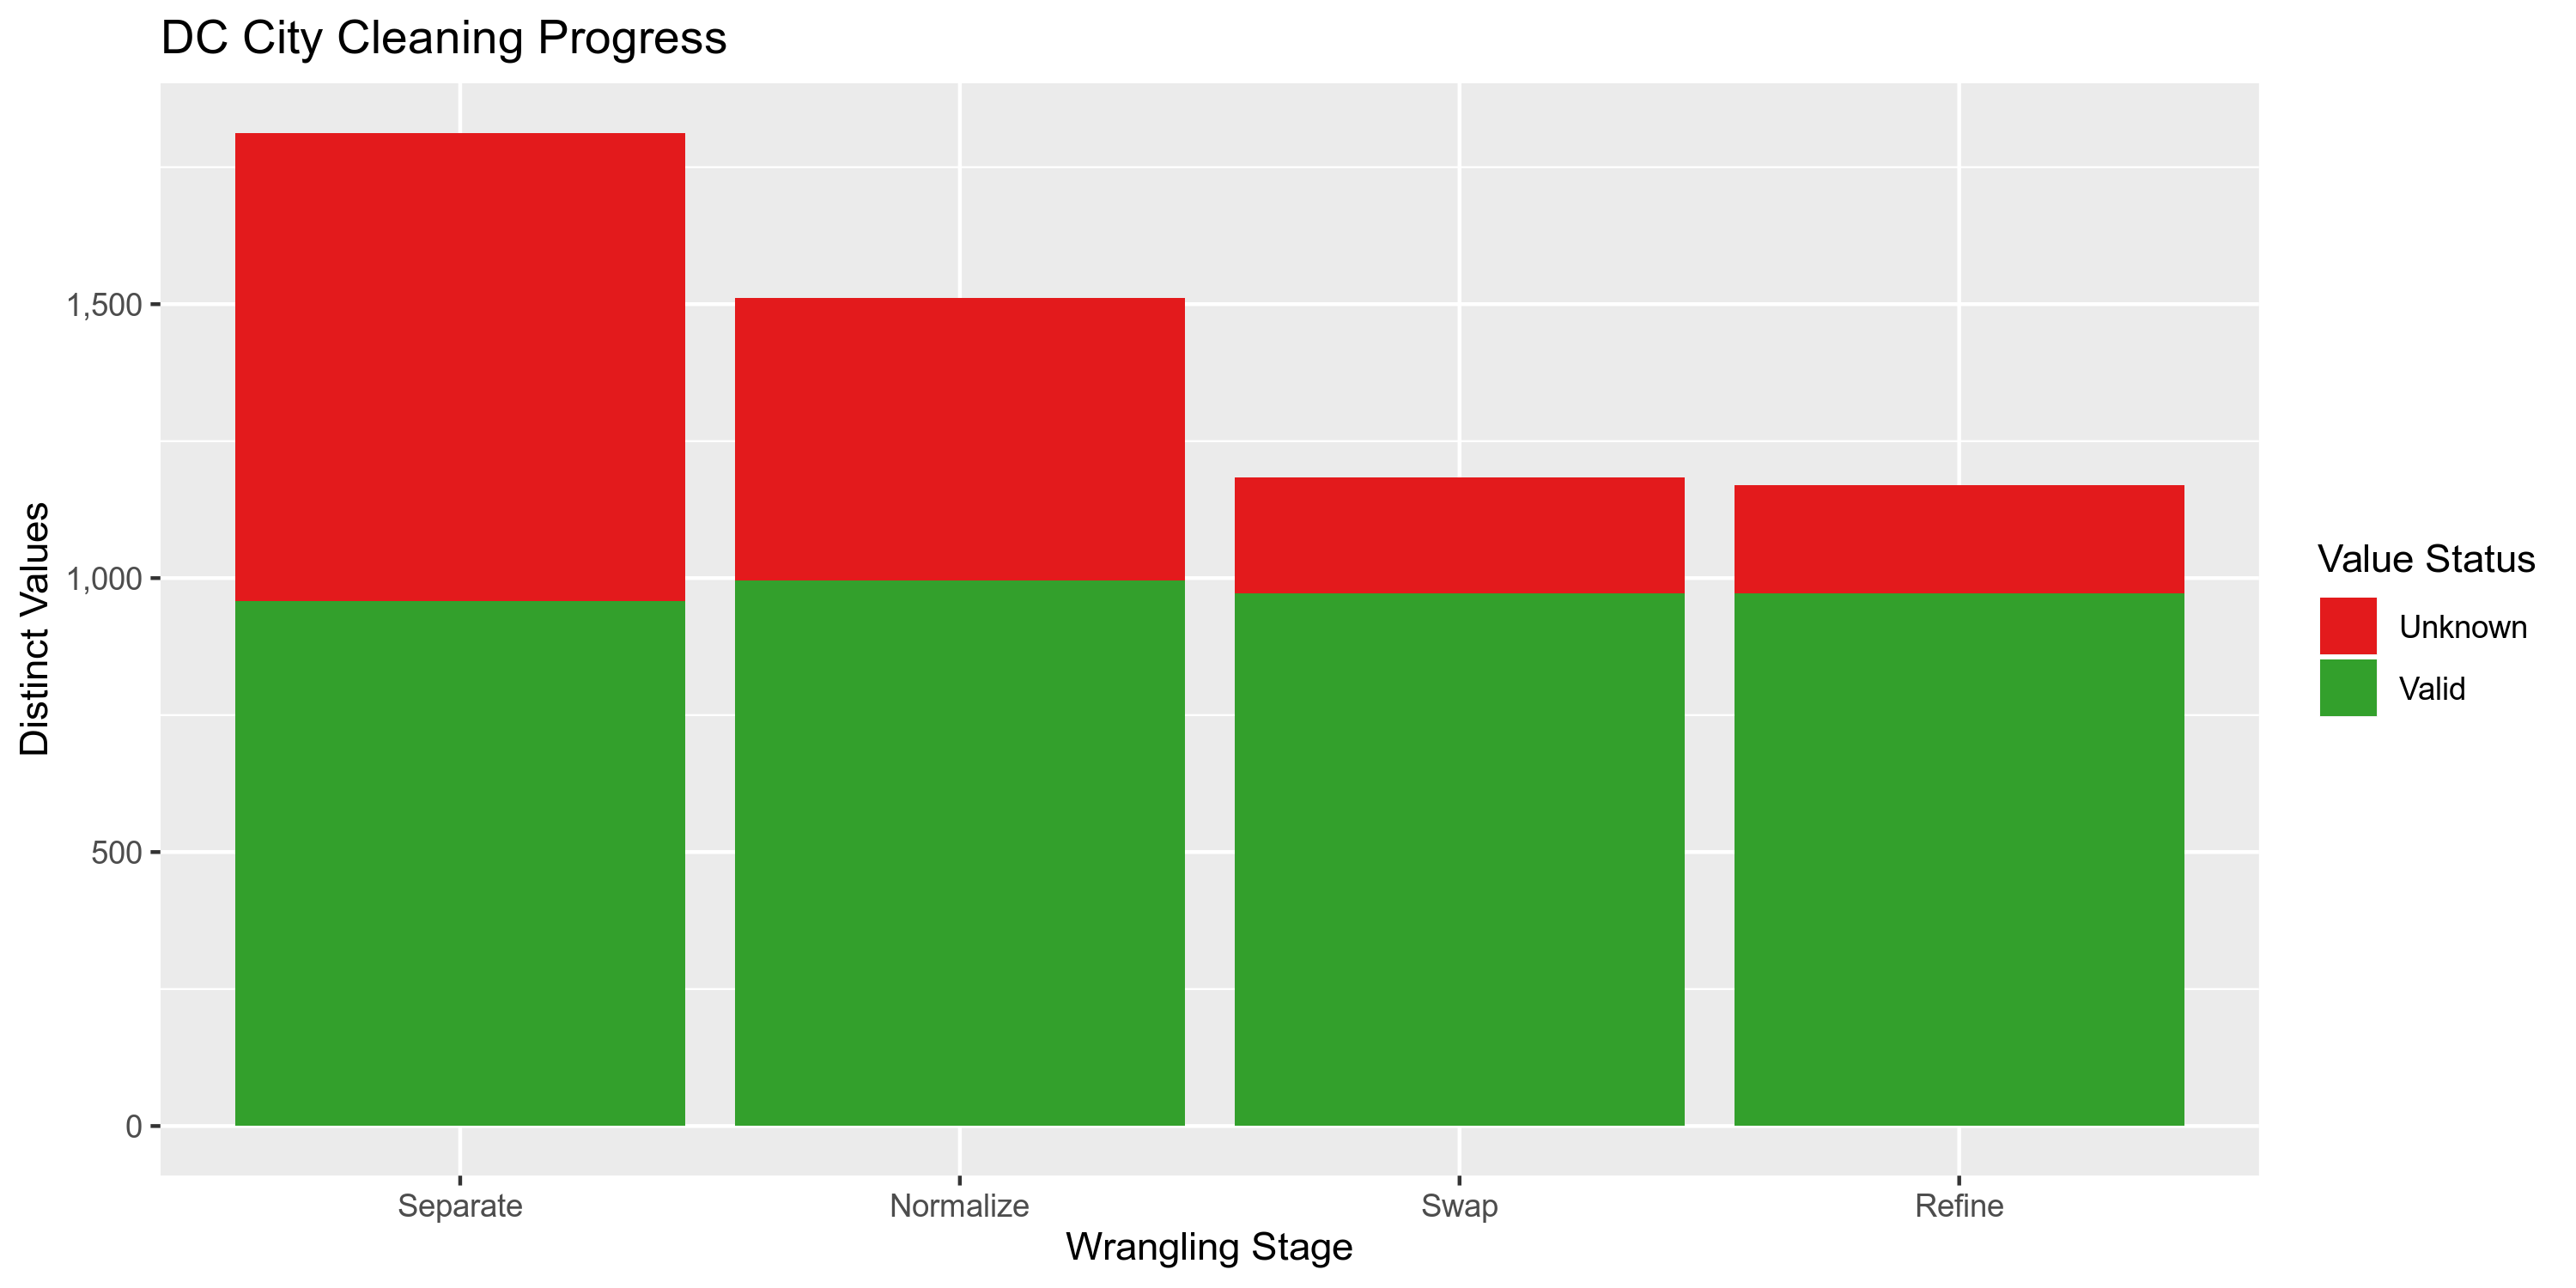 DC City Cleaning Progress
Distinct Values
1,500
1,000
500
0
Separate
Normalize
Swap
Refine
Wrangling Stage
Value Status
Unknown
Valid